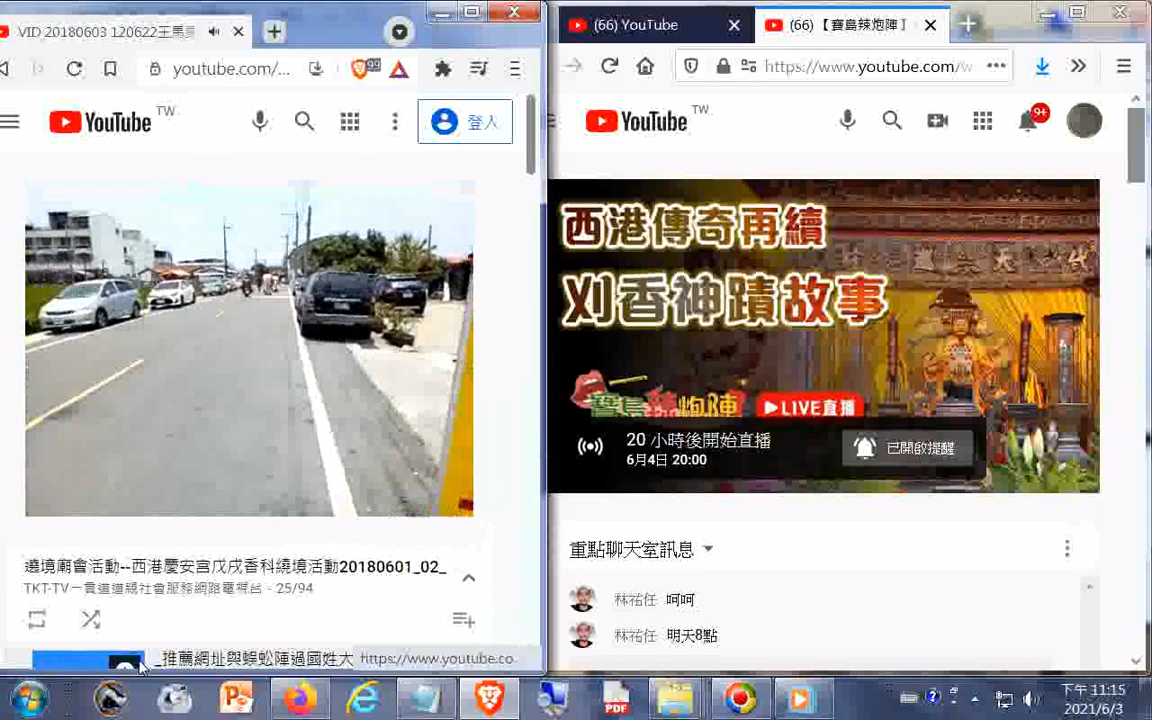 VID 20180603 120622王馬
youtube.com/...
99
YouTube TW
登入
遶境廟會活動--西港慶安宮戊戌香科繞境活動20180601_02_
TKT-TV一貫道道親社會服務網路電視台 - 25/94
_推薦網址與蜈蚣陣過國姓大
https://www.youtube.co
(66) YouTube
(66) 【寶島辣炮陣】
https://www.youtube.com/w
YouTube TW
9+
西港傳奇再續
刈香神蹟故事
寶島辣炮陣
LIVE直播
20 小時後開始直播
6月4日 20:00
已開啟提醒
重點聊天室訊息
林祐任 呵呵
林祐任 明天8點
PDF
下午 11:15
2021/6/3